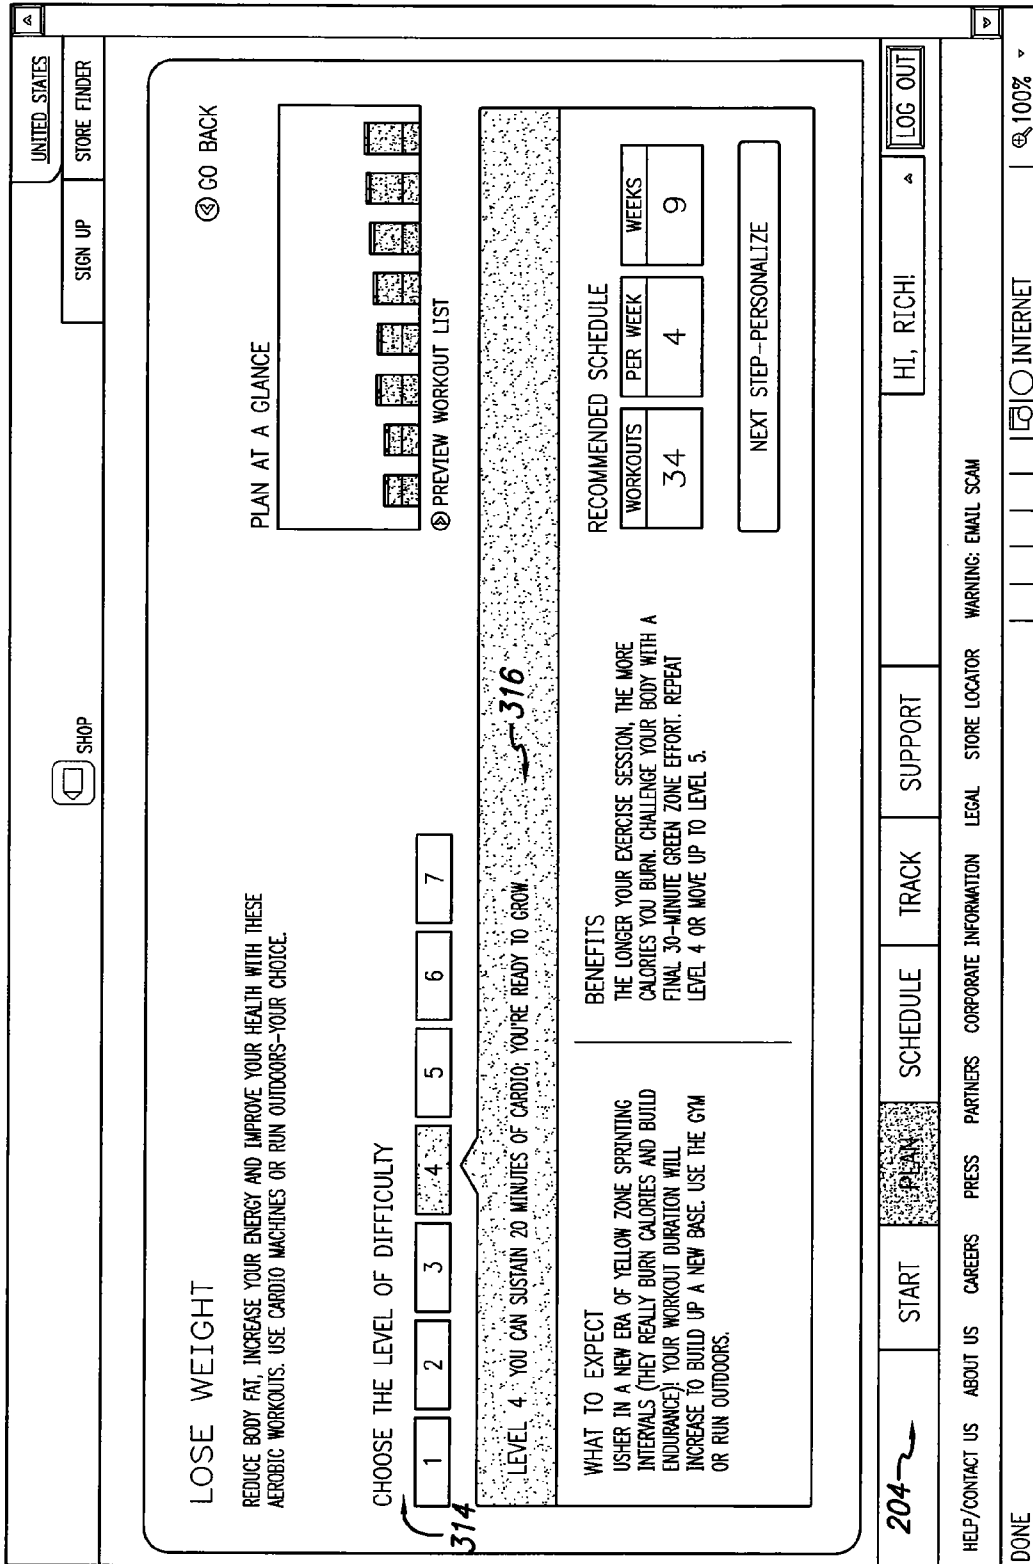 UNITED STATES
SHOP
SIGN UP
STORE FINDER
LOSE WEIGHT
GO BACK
REDUCE BODY FAT, INCREASE YOUR ENERGY AND IMPROVE YOUR HEALTH WITH THESE
AEROBIC WORKOUTS. USE CARDIO MACHINES OR RUN OUTDOORS-YOUR CHOICE.
PLAN AT A GLANCE
CHOOSE THE LEVEL OF DIFFICULTY
1 2 3 4 5 6 7
314
PREVIEW WORKOUT LIST
LEVEL 4 YOU CAN SUSTAIN 20 MINUTES OF CARDIO; YOU'RE READY TO GROW.
316
WHAT TO EXPECT
USHER IN A NEW ERA OF YELLOW ZONE SPRINTING
INTERVALS (THEY REALLY BURN CALORIES AND BUILD
ENDURANCE)! YOUR WORKOUT DURATION WILL
INCREASE TO BUILD UP A NEW BASE. USE THE GYM
OR RUN OUTDOORS.
BENEFITS
THE LONGER YOUR EXERCISE SESSION, THE MORE
CALORIES YOU BURN. CHALLENGE YOUR BODY WITH A
FINAL 30-MINUTE GREEN ZONE EFFORT. REPEAT
LEVEL 4 OR MOVE UP TO LEVEL 5.
RECOMMENDED SCHEDULE
WORKOUTS PER WEEK WEEKS
34 4 9
NEXT STEP-PERSONALIZE
204
START PLAN SCHEDULE TRACK SUPPORT
HI, RICH!
LOG OUT
HELP/CONTACT US ABOUT US CAREERS PRESS PARTNERS CORPORATE INFORMATION LEGAL STORE LOCATOR WARNING: EMAIL SCAM
DONE
INTERNET
100%